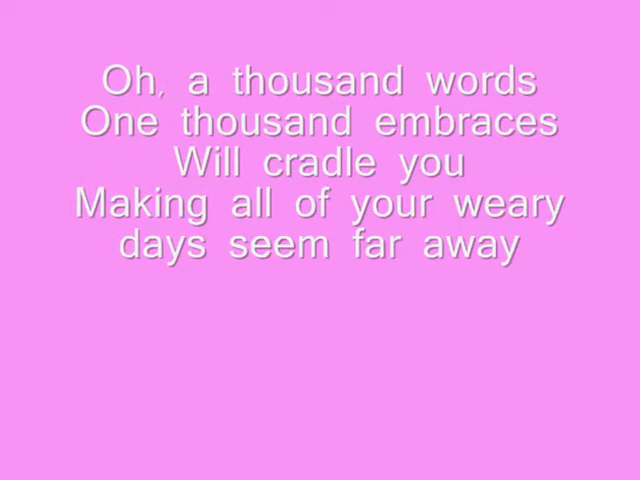 Oh, a thousand words
One thousand embraces
Will cradle you
Making all of your weary
days seem far away